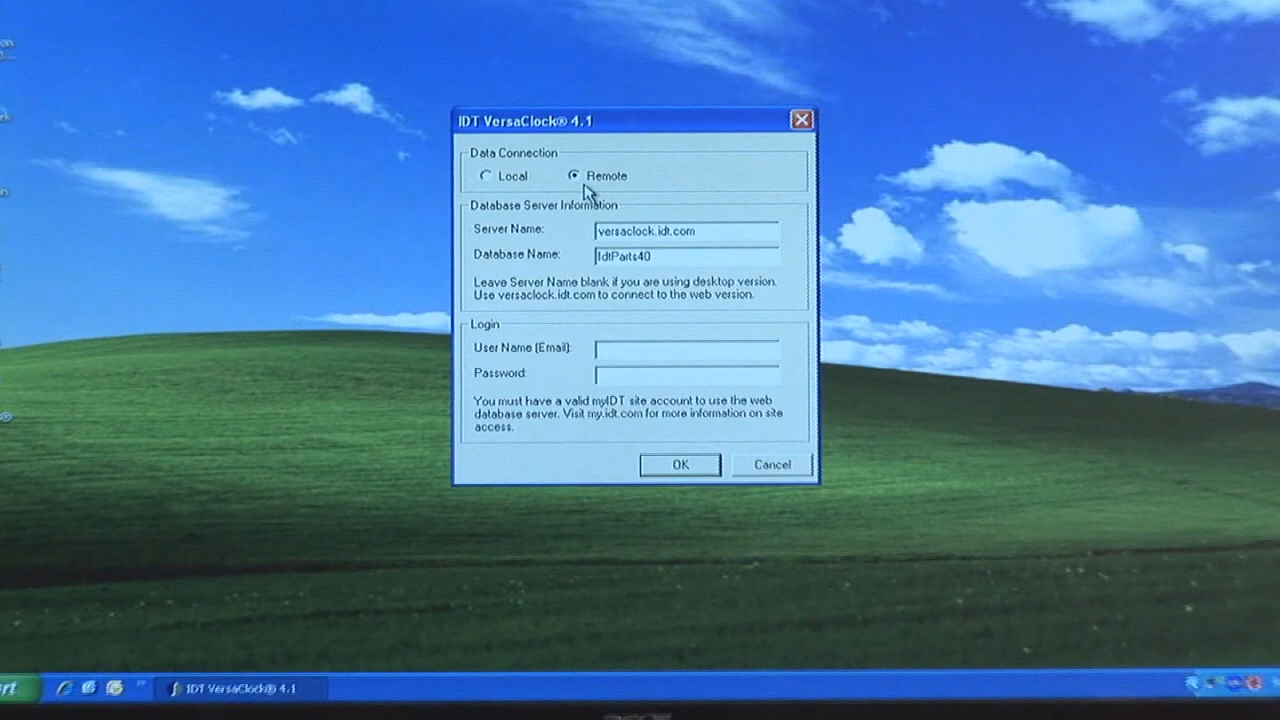 IDT VersaClock® 4.1
Data Connection
Local Remote
Database Server Information
Server Name: versaclock.idt.com
Database Name: IdtParts40
Leave Server Name blank if you are using desktop version.
Use versaclock.idt.com to connect to the web version.
Login
User Name (Email):
Password:
You must have a valid myIDT site account to use the web
database server. Visit my.idt.com for more information on site
access.
OK Cancel
IDT VersaClock® 4.1